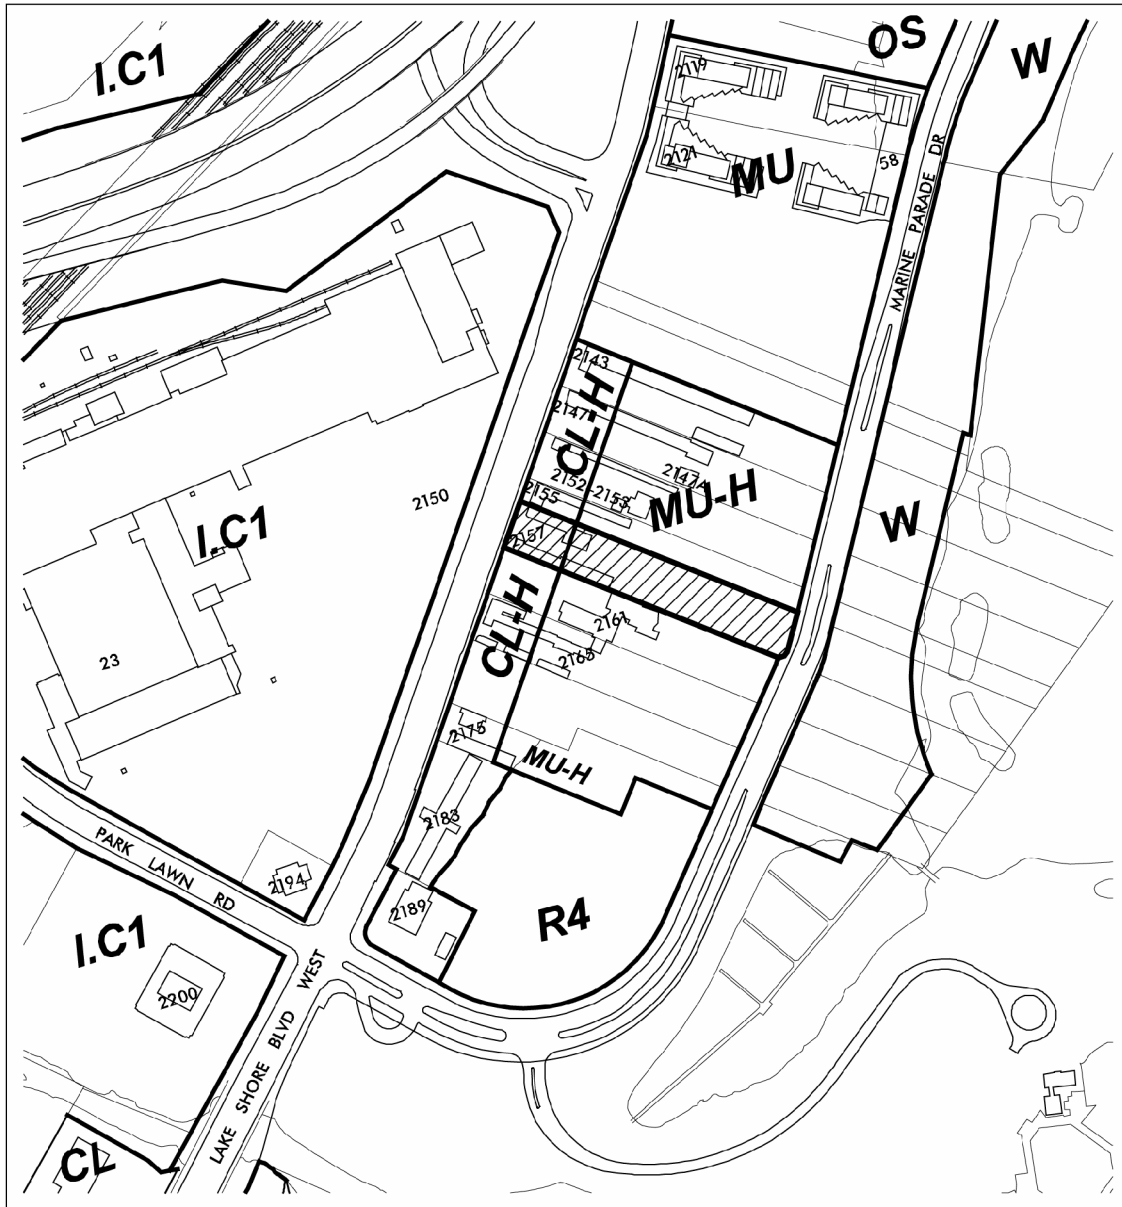 I.C1
OS
W
2119
2121
MU
58
MARINE PARADE DR
2143
CL-H
2147
2147A
2152-2153
2155
MU-H
2150
I.C1
W
2157
CL-H
2161
2165
23
2175
MU-H
2183
PARK LAWN RD
2194
2189
R4
I.C1
2200
LAKE SHORE BLVD WEST
CL